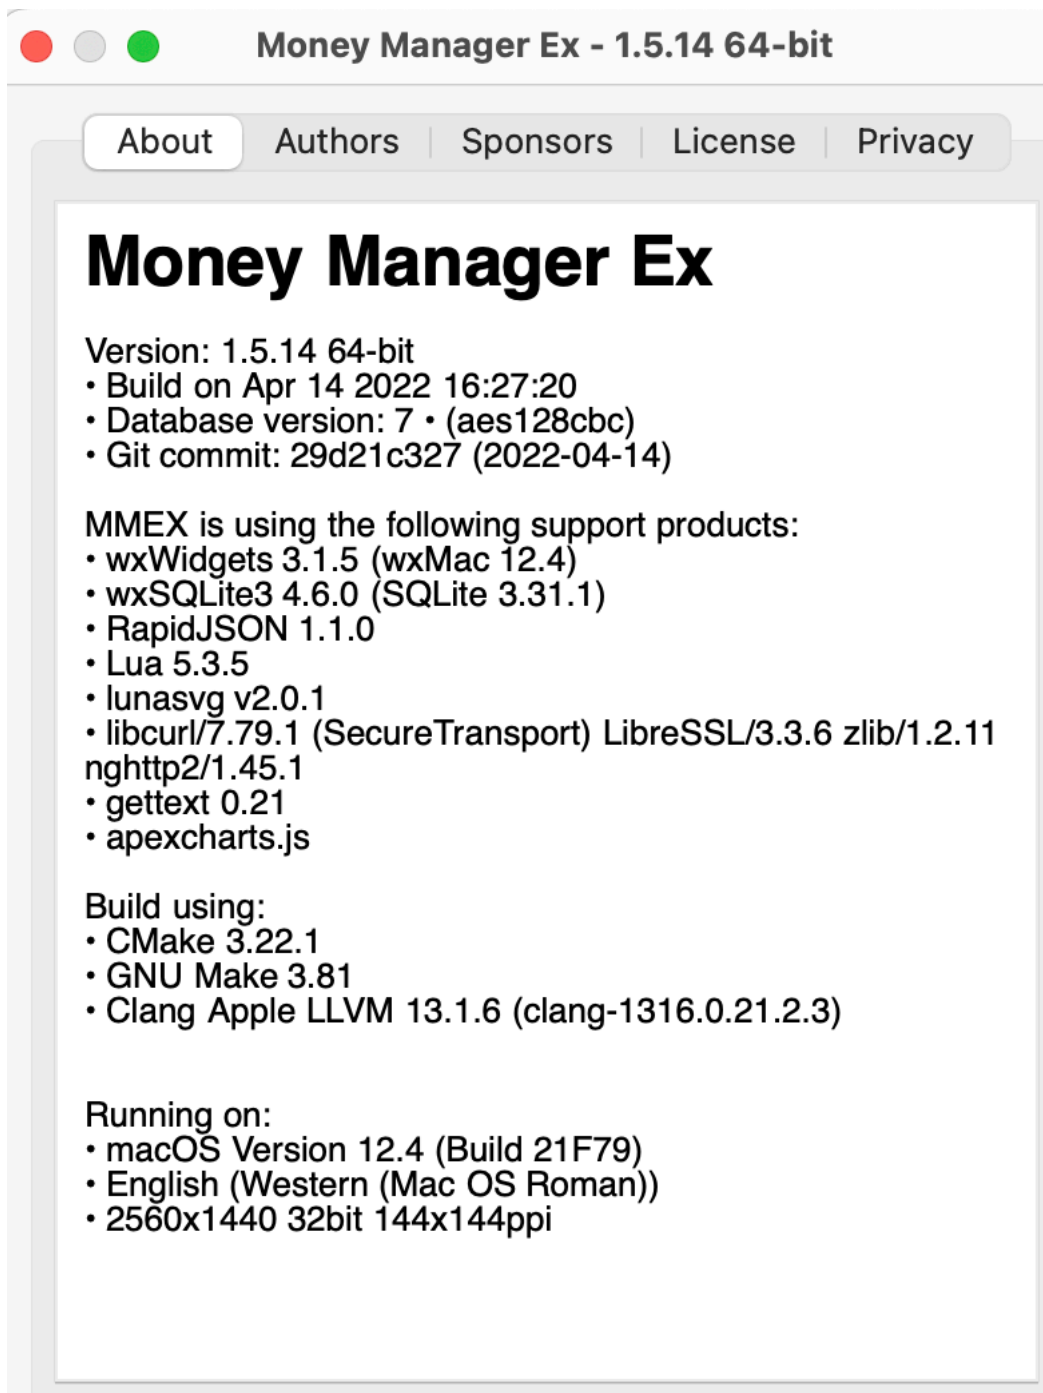 Money Manager Ex - 1.5.14 64-bit
About
Authors
Sponsors
License
Privacy
Money Manager Ex
Version: 1.5.14 64-bit
• Build on Apr 14 2022 16:27:20
• Database version: 7 • (aes128cbc)
• Git commit: 29d21c327 (2022-04-14)
MMEX is using the following support products:
• wxWidgets 3.1.5 (wxMac 12.4)
• wxSQLite3 4.6.0 (SQLite 3.31.1)
• RapidJSON 1.1.0
• Lua 5.3.5
• lunasvg v2.0.1
• libcurl/7.79.1 (SecureTransport) LibreSSL/3.3.6 zlib/1.2.11
nghttp2/1.45.1
• gettext 0.21
• apexcharts.js
Build using:
• CMake 3.22.1
• GNU Make 3.81
• Clang Apple LLVM 13.1.6 (clang-1316.0.21.2.3)
Running on:
• macOS Version 12.4 (Build 21F79)
• English (Western (Mac OS Roman))
• 2560x1440 32bit 144x144ppi